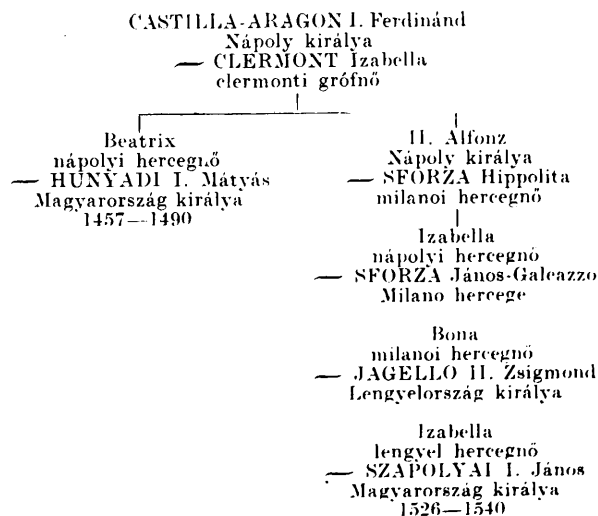 CASTILLA-ARAGON I. Ferdinánd
Nápoly királya
— CLERMONT Izabella
clermonti grófnő
Beatrix
nápolyi hercegnő
— HUNYADI I. Mátyás
Magyarország királya
1457—1490
II. Alfonz
Nápoly királya
— SFORZA Hippolita
milanoi hercegnő
Izabella
nápolyi hercegnő
— SFORZA János-Galeazzo
Milano hercege
Bona
milanoi hercegnő
— JAGELLO II. Zsigmond
Lengyelország királya
Izabella
lengyel hercegnő
— SZAPOLYAI I. János
Magyarország királya
1526—1540